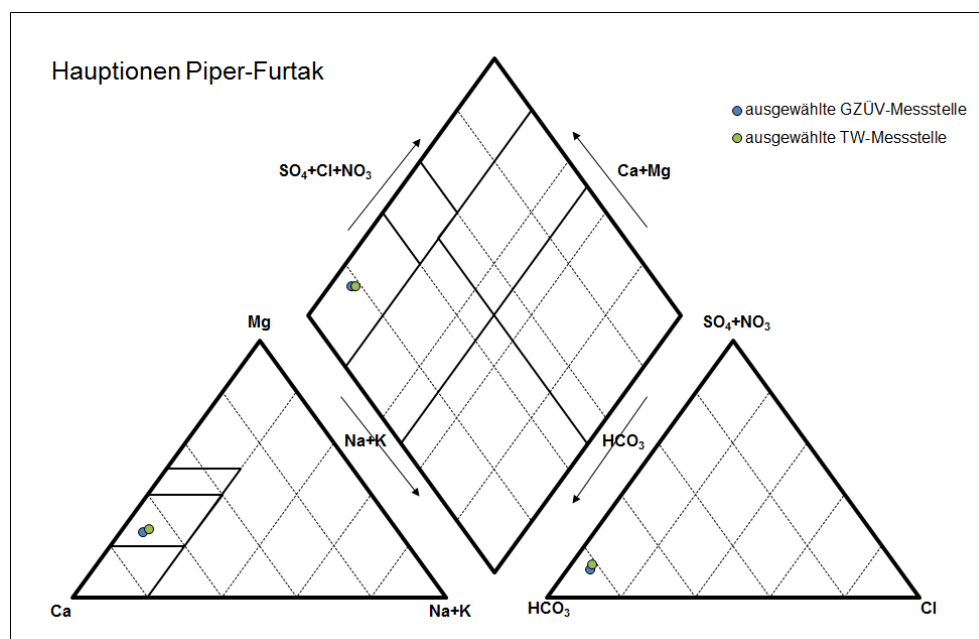 Hauptionen Piper-Furtak
ausgewählte GZÜV-Messstelle
ausgewählte TW-Messstelle
SO₄+Cl+NO₃
Ca+Mg
Mg
SO₄+NO₃
Na+K
HCO₃
Ca
Na+K
HCO₃
Cl